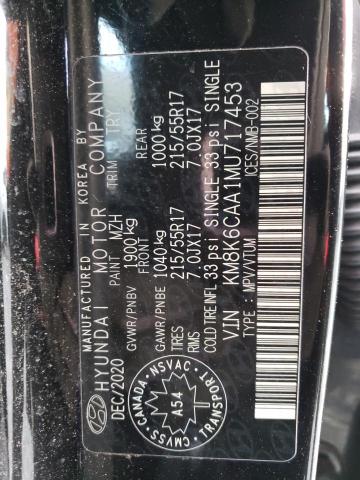 MANUFACTURED IN KOREA BY
HYUNDAI MOTOR COMPANY
DEC/2020 PAINT MZH TRIM TRY
GVWR/PNBV 1900 kg
FRONT REAR
GAWR/PNBE 1040 kg 1000 kg
TIRES 215/55R17 215/55R17
RIMS 7.0JX17 7.0JX17
COLD TIRE INFL 33 psi SINGLE 33 psi SINGLE
VIN KM8K6CAA1MU717453
TYPE: MPV/VTUM ICES/NMB-002
CANADA · NSVAC · TRANSPORT · CMVSS
A54